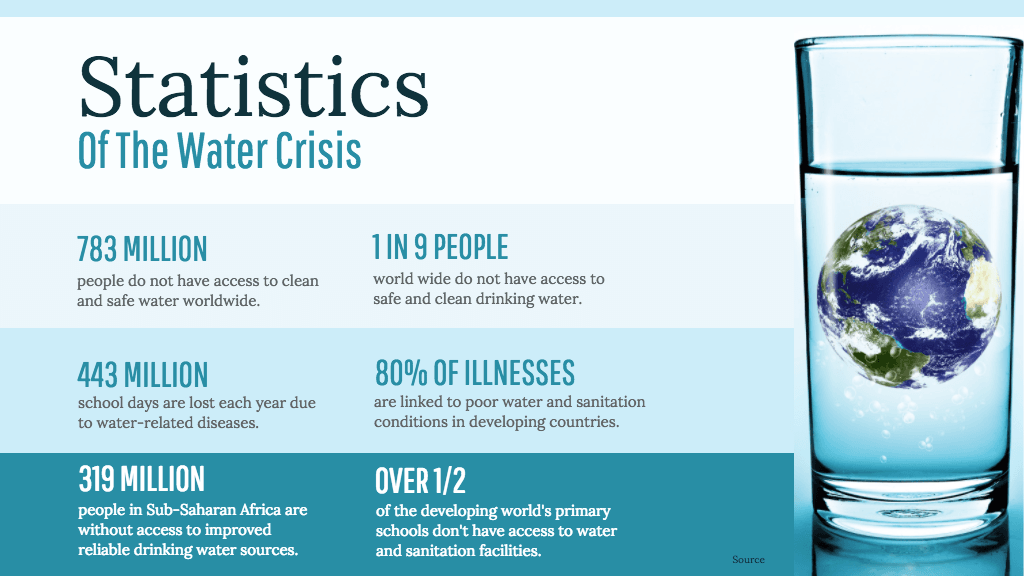 Statistics
Of The Water Crisis
783 MILLION
people do not have access to clean
and safe water worldwide.
1 IN 9 PEOPLE
world wide do not have access to
safe and clean drinking water.
443 MILLION
school days are lost each year due
to water-related diseases.
80% OF ILLNESSES
are linked to poor water and sanitation
conditions in developing countries.
319 MILLION
people in Sub-Saharan Africa are
without access to improved
reliable drinking water sources.
OVER 1/2
of the developing world's primary
schools don't have access to water
and sanitation facilities.
Source